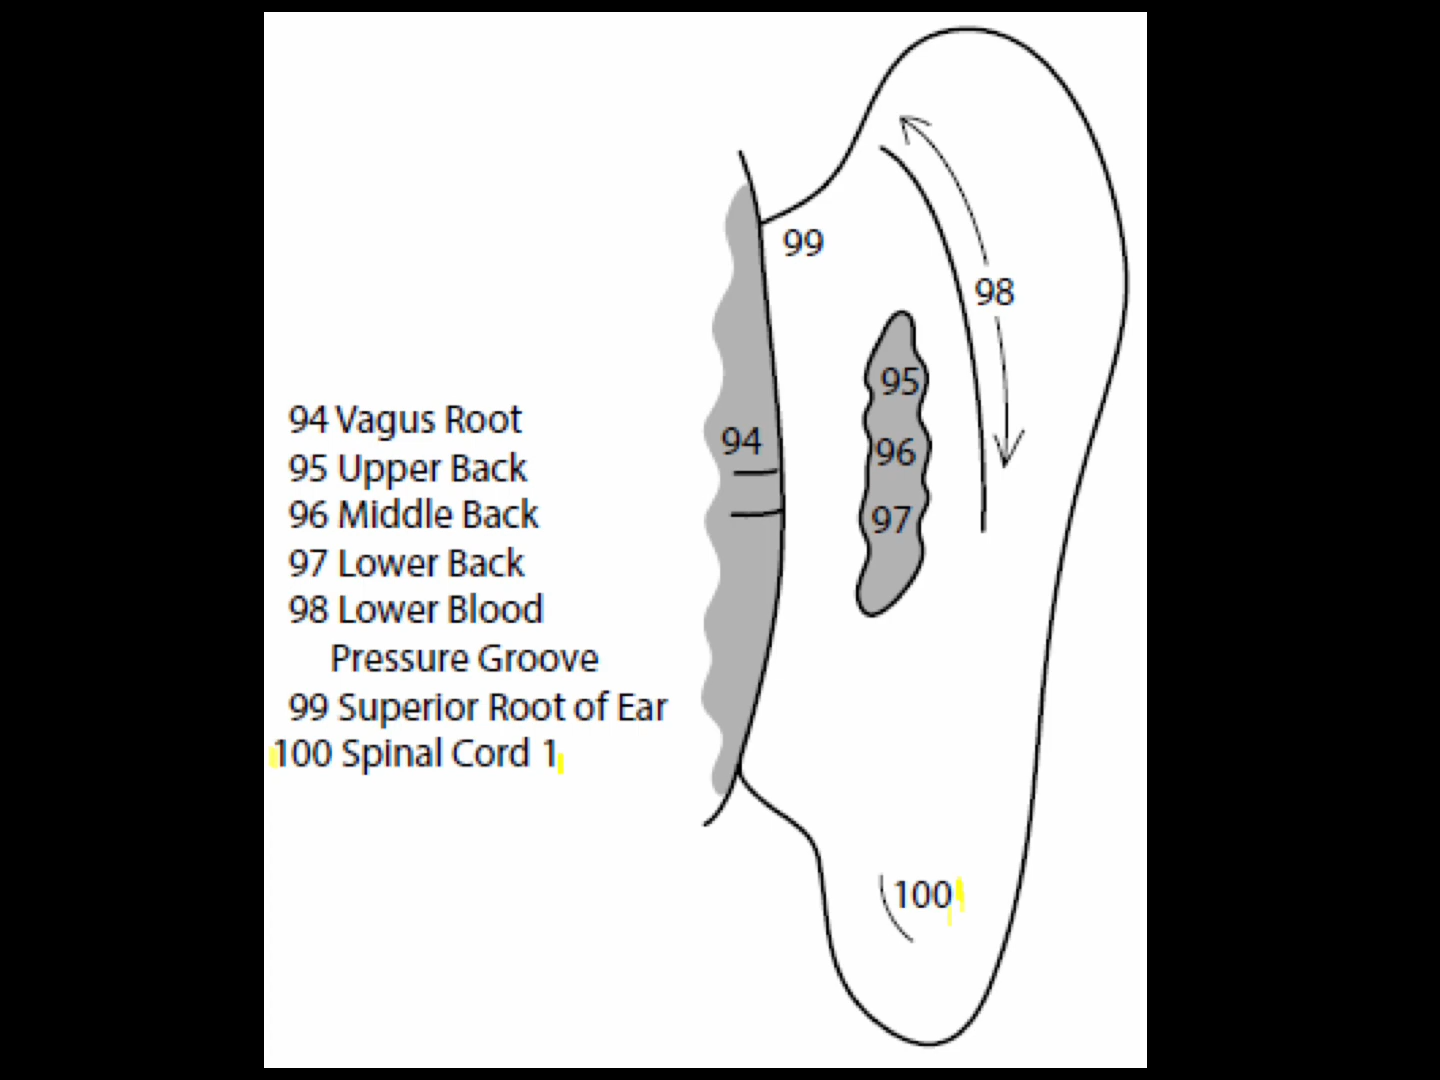 99
98
95
94 Vagus Root
94
95 Upper Back
96
96 Middle Back
97
97 Lower Back
98 Lower Blood
Pressure Groove
99 Superior Root of Ear
100 Spinal Cord 1
100